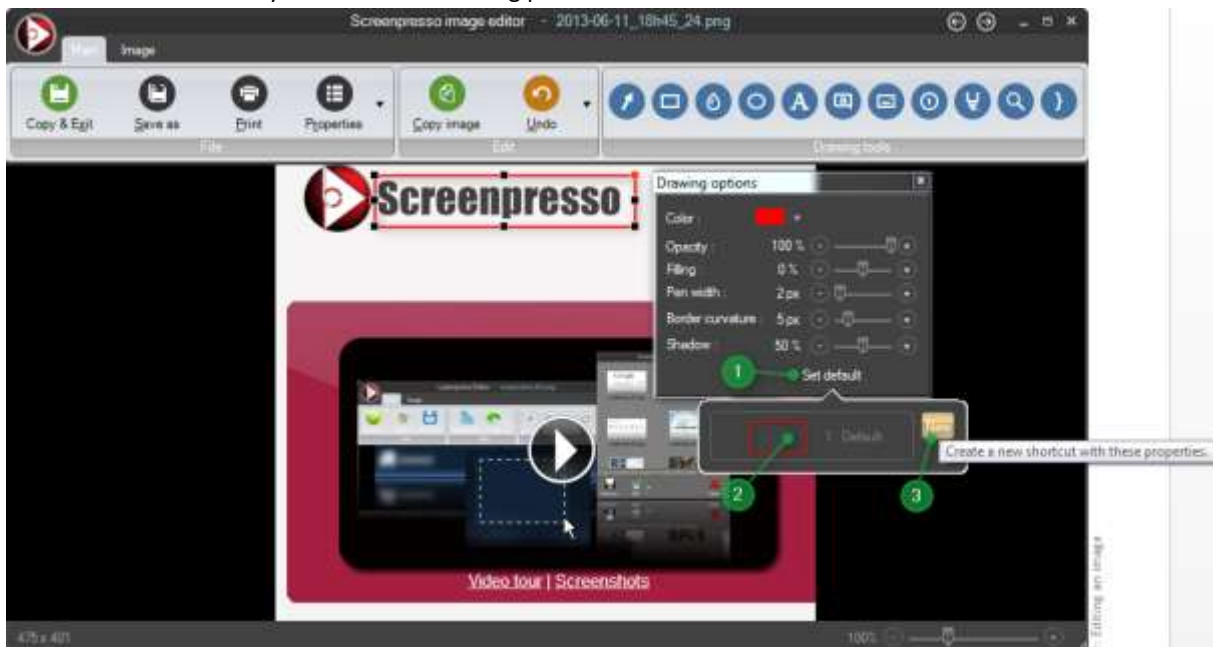 Screenpresso image editor - 2013-06-11_18h45_24.png
Main Image
Copy & Exit Save as Print Properties Copy image Undo
File Edit Drawing tools
Screenpresso
Drawing options
Color :
Opacity : 100 %
Filling : 0 %
Pen width : 2 px
Border curvature : 5 px
Shadow : 50 %
1 Set default
1 Default
Create a new shortcut with these properties.
2 3
Video tour | Screenshots
475 x 401 100%
Editing an image